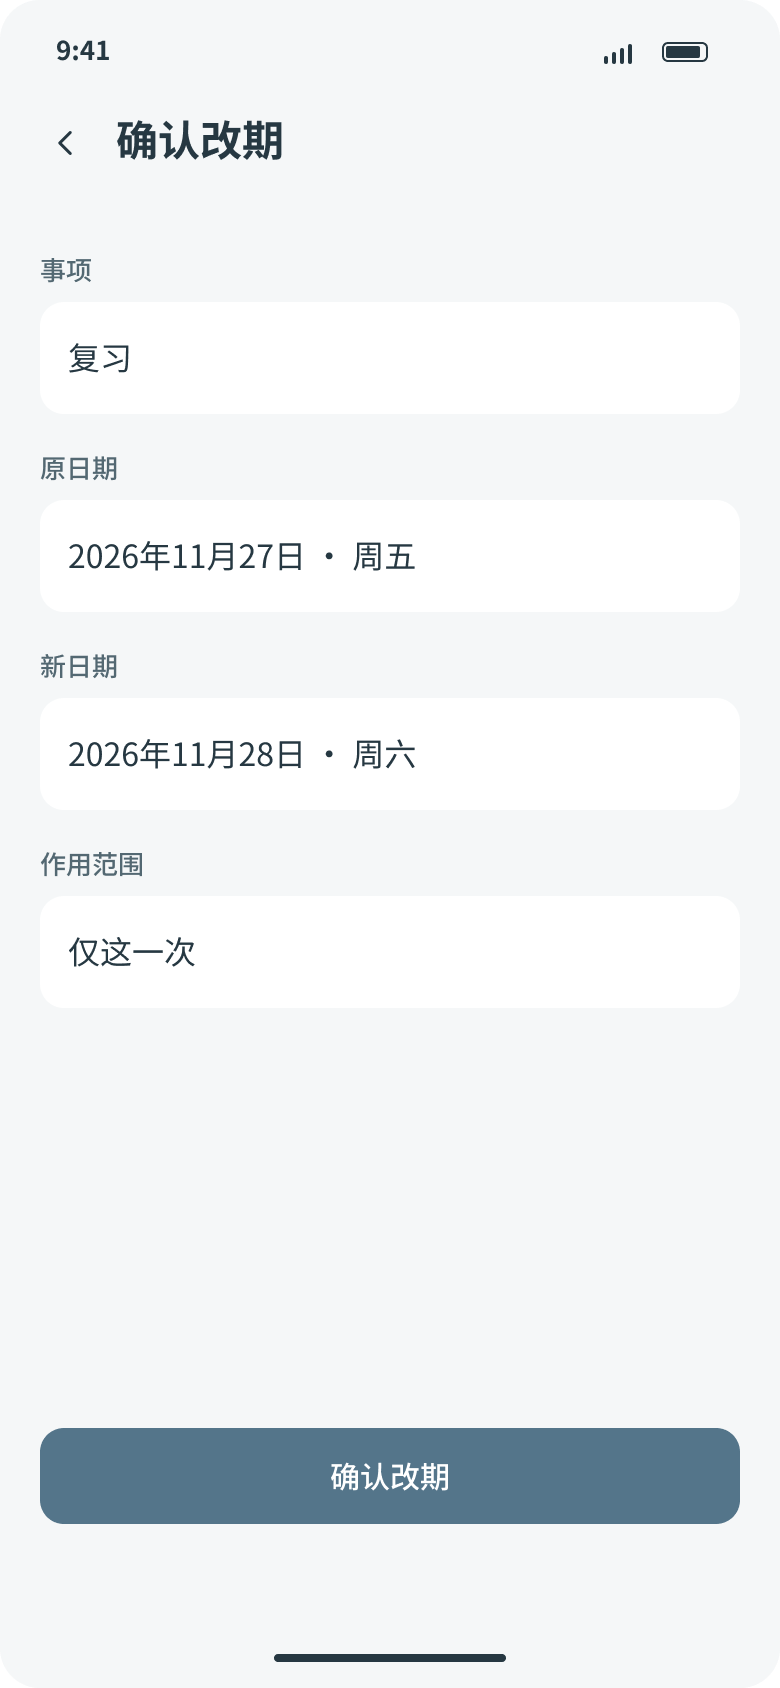 9:41
确认改期
事项
复习
原日期
2026年11月27日 · 周五
新日期
2026年11月28日 · 周六
作用范围
仅这一次
确认改期